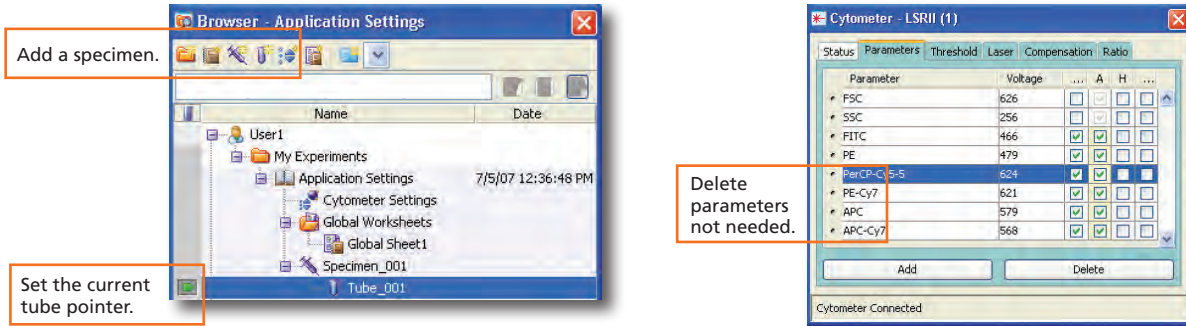 Browser - Application Settings
Add a specimen.
Name Date
User1
My Experiments
Application Settings 7/5/07 12:36:48 PM
Cytometer Settings
Global Worksheets
Global Sheet1
Specimen_001
Set the current
tube pointer.
Tube_001
Cytometer - LSRII (1)
Status Parameters Threshold Laser Compensation Ratio
Parameter Voltage ... A H ...
FSC 626
SSC 256
FITC 466
PE 479
PerCP-Cy5-5 624
PE-Cy7 621
APC 579
APC-Cy7 568
Delete
parameters
not needed.
Add Delete
Cytometer Connected